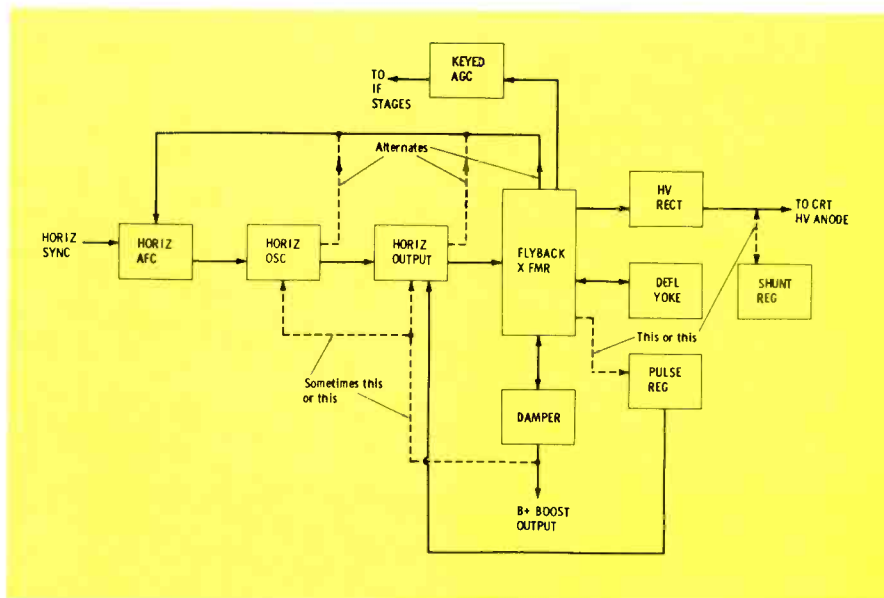 KEYED
AGC
TO
IF
STAGES
Alternates
HV
RECT
TO CRT
HV ANODE
HORIZ
SYNC
HORIZ
AFC
HORIZ
OSC
HORIZ
OUTPUT
FLYBACK
X FMR
DEFL
YOKE
SHUNT
REG
This or this
Sometimes this
or this
PULSE
REG
DAMPER
B+ BOOST
OUTPUT